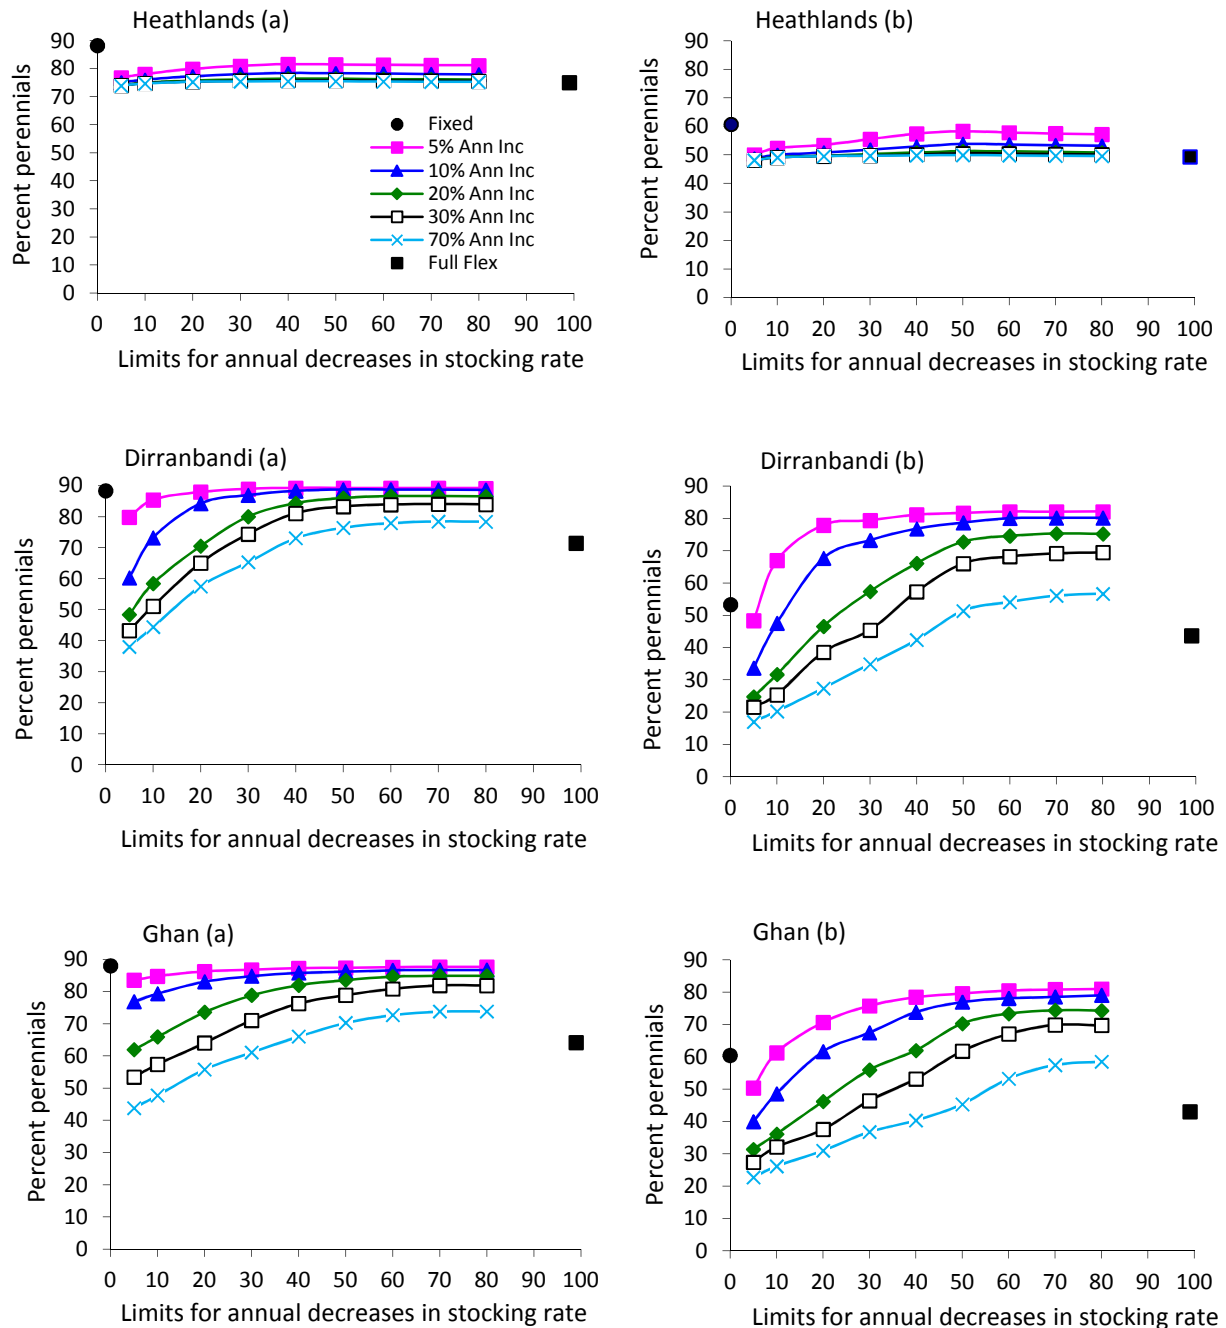 Heathlands (a)
Percent perennials
90
80
70
60
50
40
30
20
10
0
Fixed
5% Ann Inc
10% Ann Inc
20% Ann Inc
30% Ann Inc
70% Ann Inc
Full Flex
0 10 20 30 40 50 60 70 80 90 100
Limits for annual decreases in stocking rate
Heathlands (b)
Percent perennials
90
80
70
60
50
40
30
20
10
0
0 10 20 30 40 50 60 70 80 90 100
Limits for annual decreases in stocking rate
Dirranbandi (a)
Percent perennials
90
80
70
60
50
40
30
20
10
0
0 10 20 30 40 50 60 70 80 90 100
Limits for annual decreases in stocking rate
Dirranbandi (b)
Percent perennials
90
80
70
60
50
40
30
20
10
0
0 10 20 30 40 50 60 70 80 90 100
Limits for annual decreases in stocking rate
Ghan (a)
Percent perennials
90
80
70
60
50
40
30
20
10
0
0 10 20 30 40 50 60 70 80 90 100
Limits for annual decreases in stocking rate
Ghan (b)
Percent perennials
90
80
70
60
50
40
30
20
10
0
0 10 20 30 40 50 60 70 80 90 100
Limits for annual decreases in stocking rate